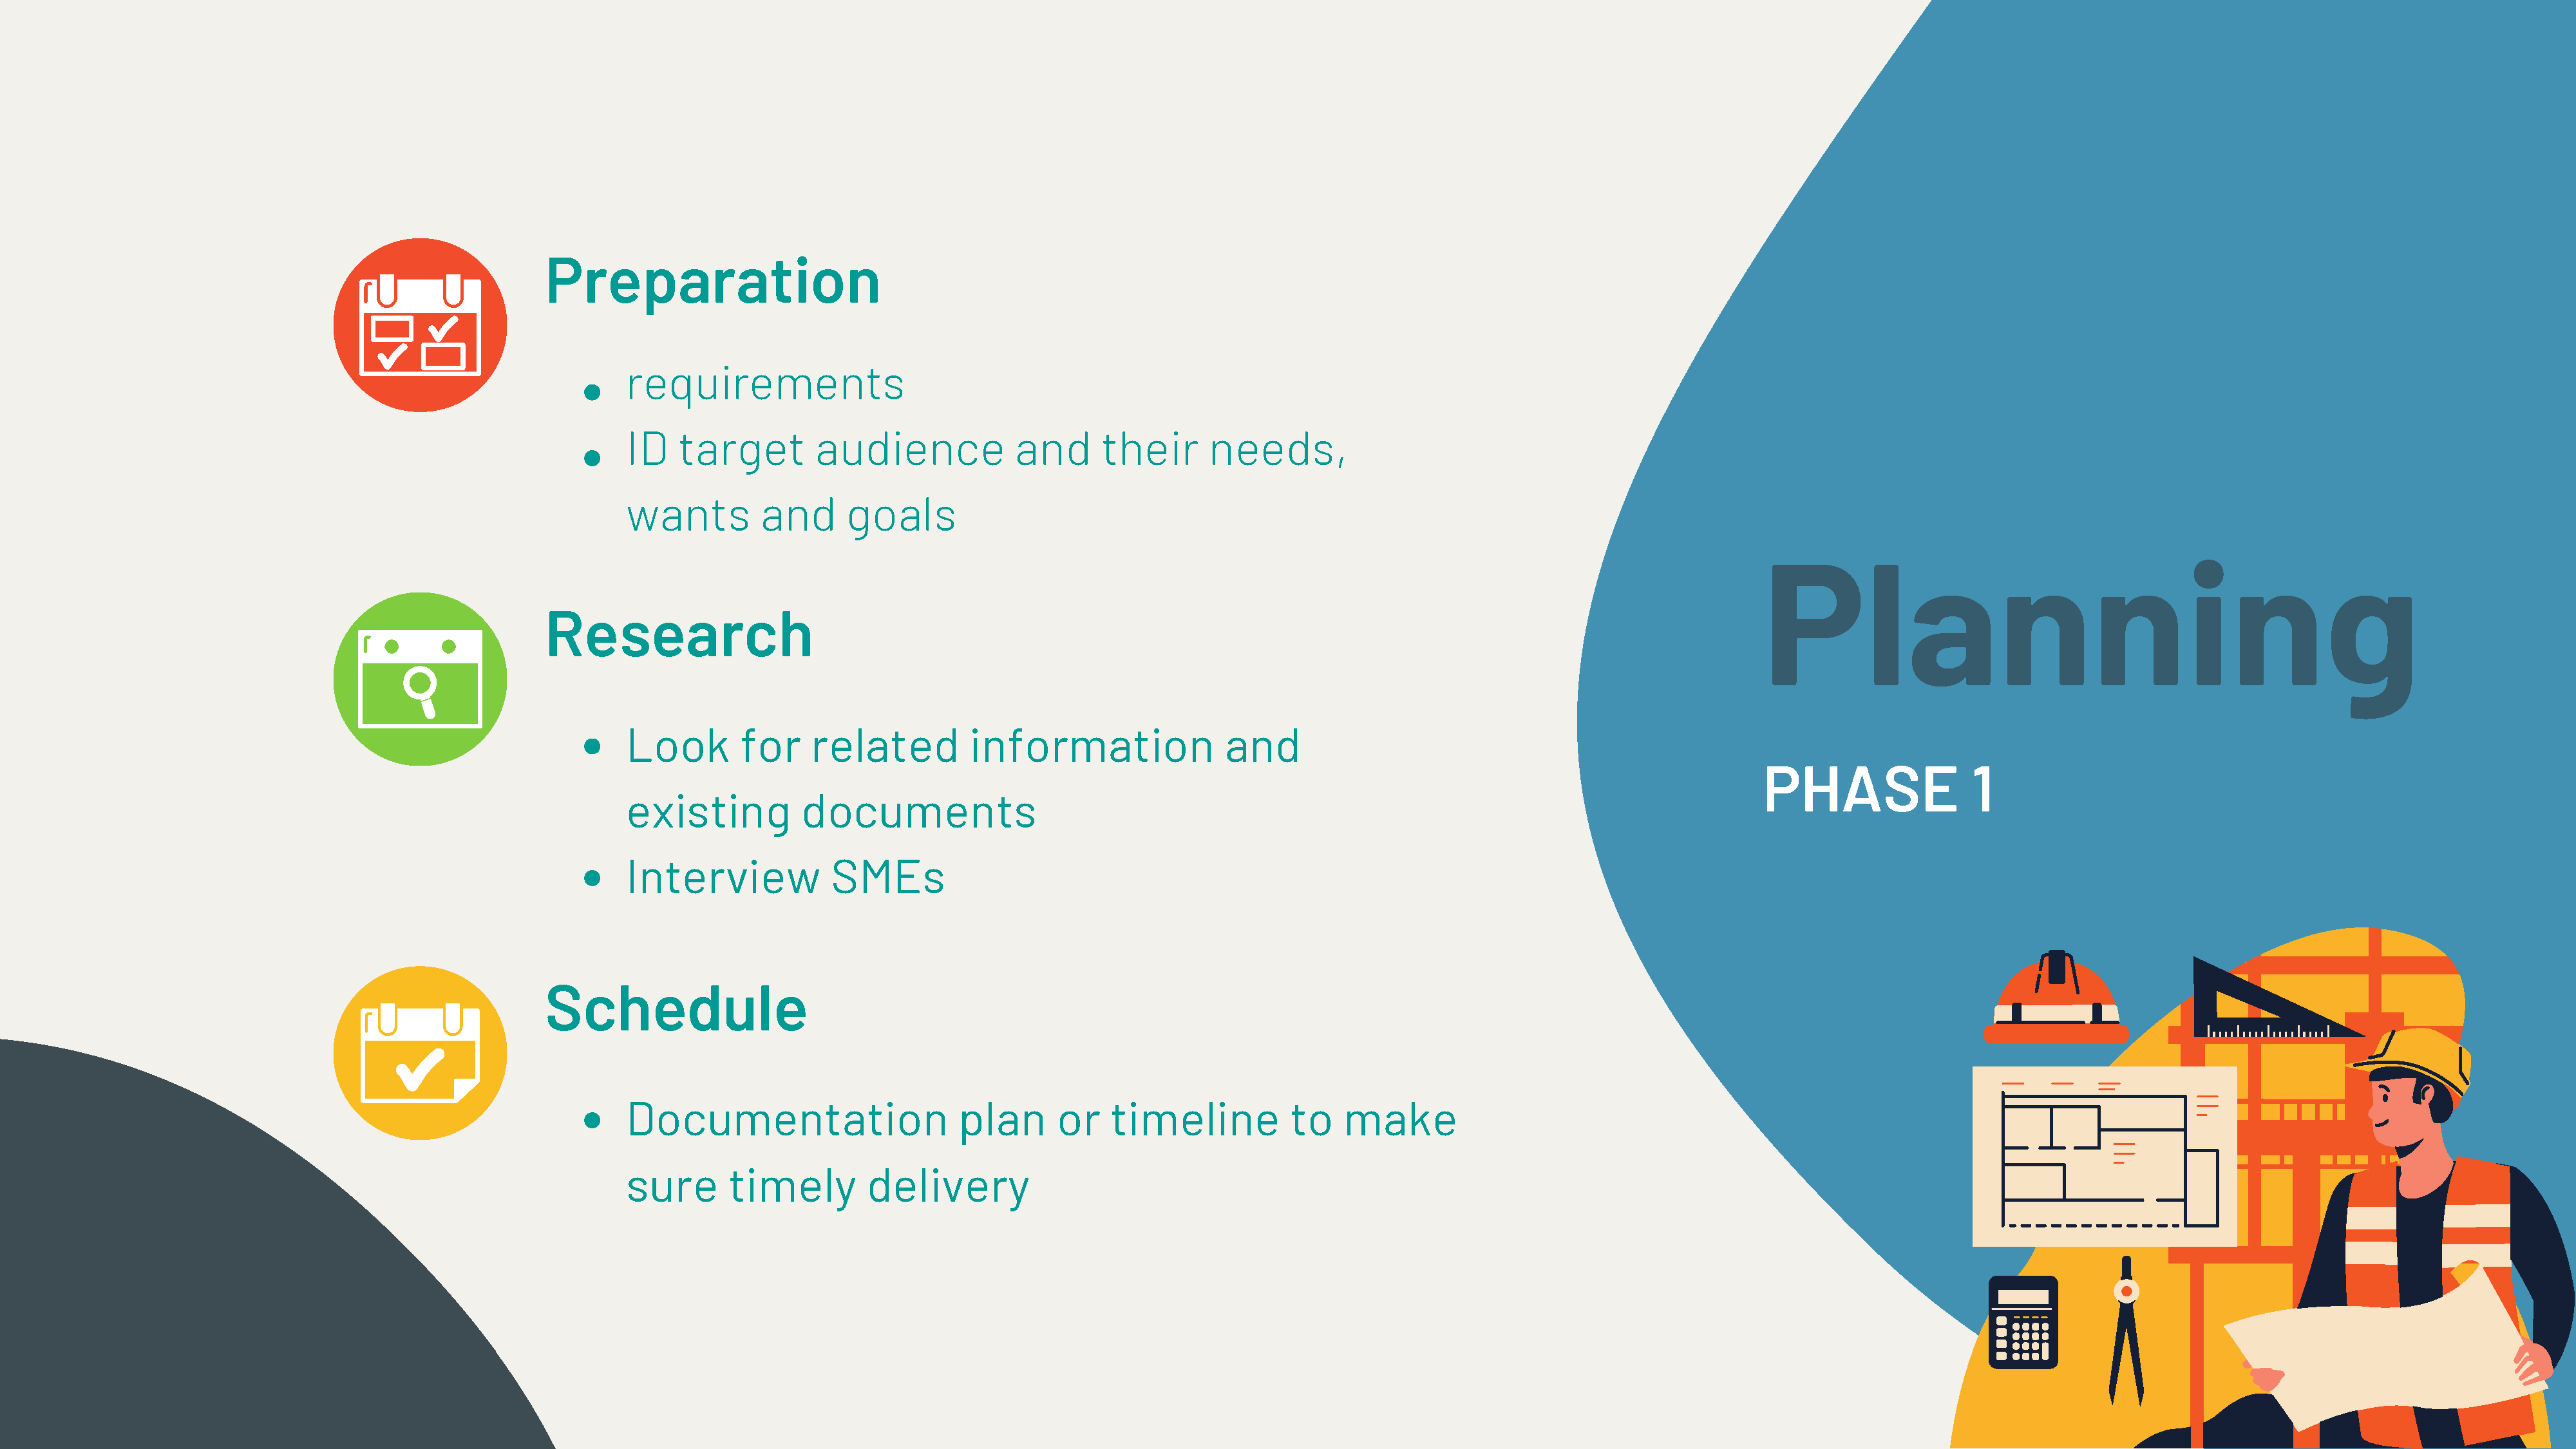 Preparation
requirements
ID target audience and their needs,
wants and goals
Research
Look for related information and
existing documents
Interview SMEs
Schedule
Documentation plan or timeline to make
sure timely delivery
Planning
PHASE 1